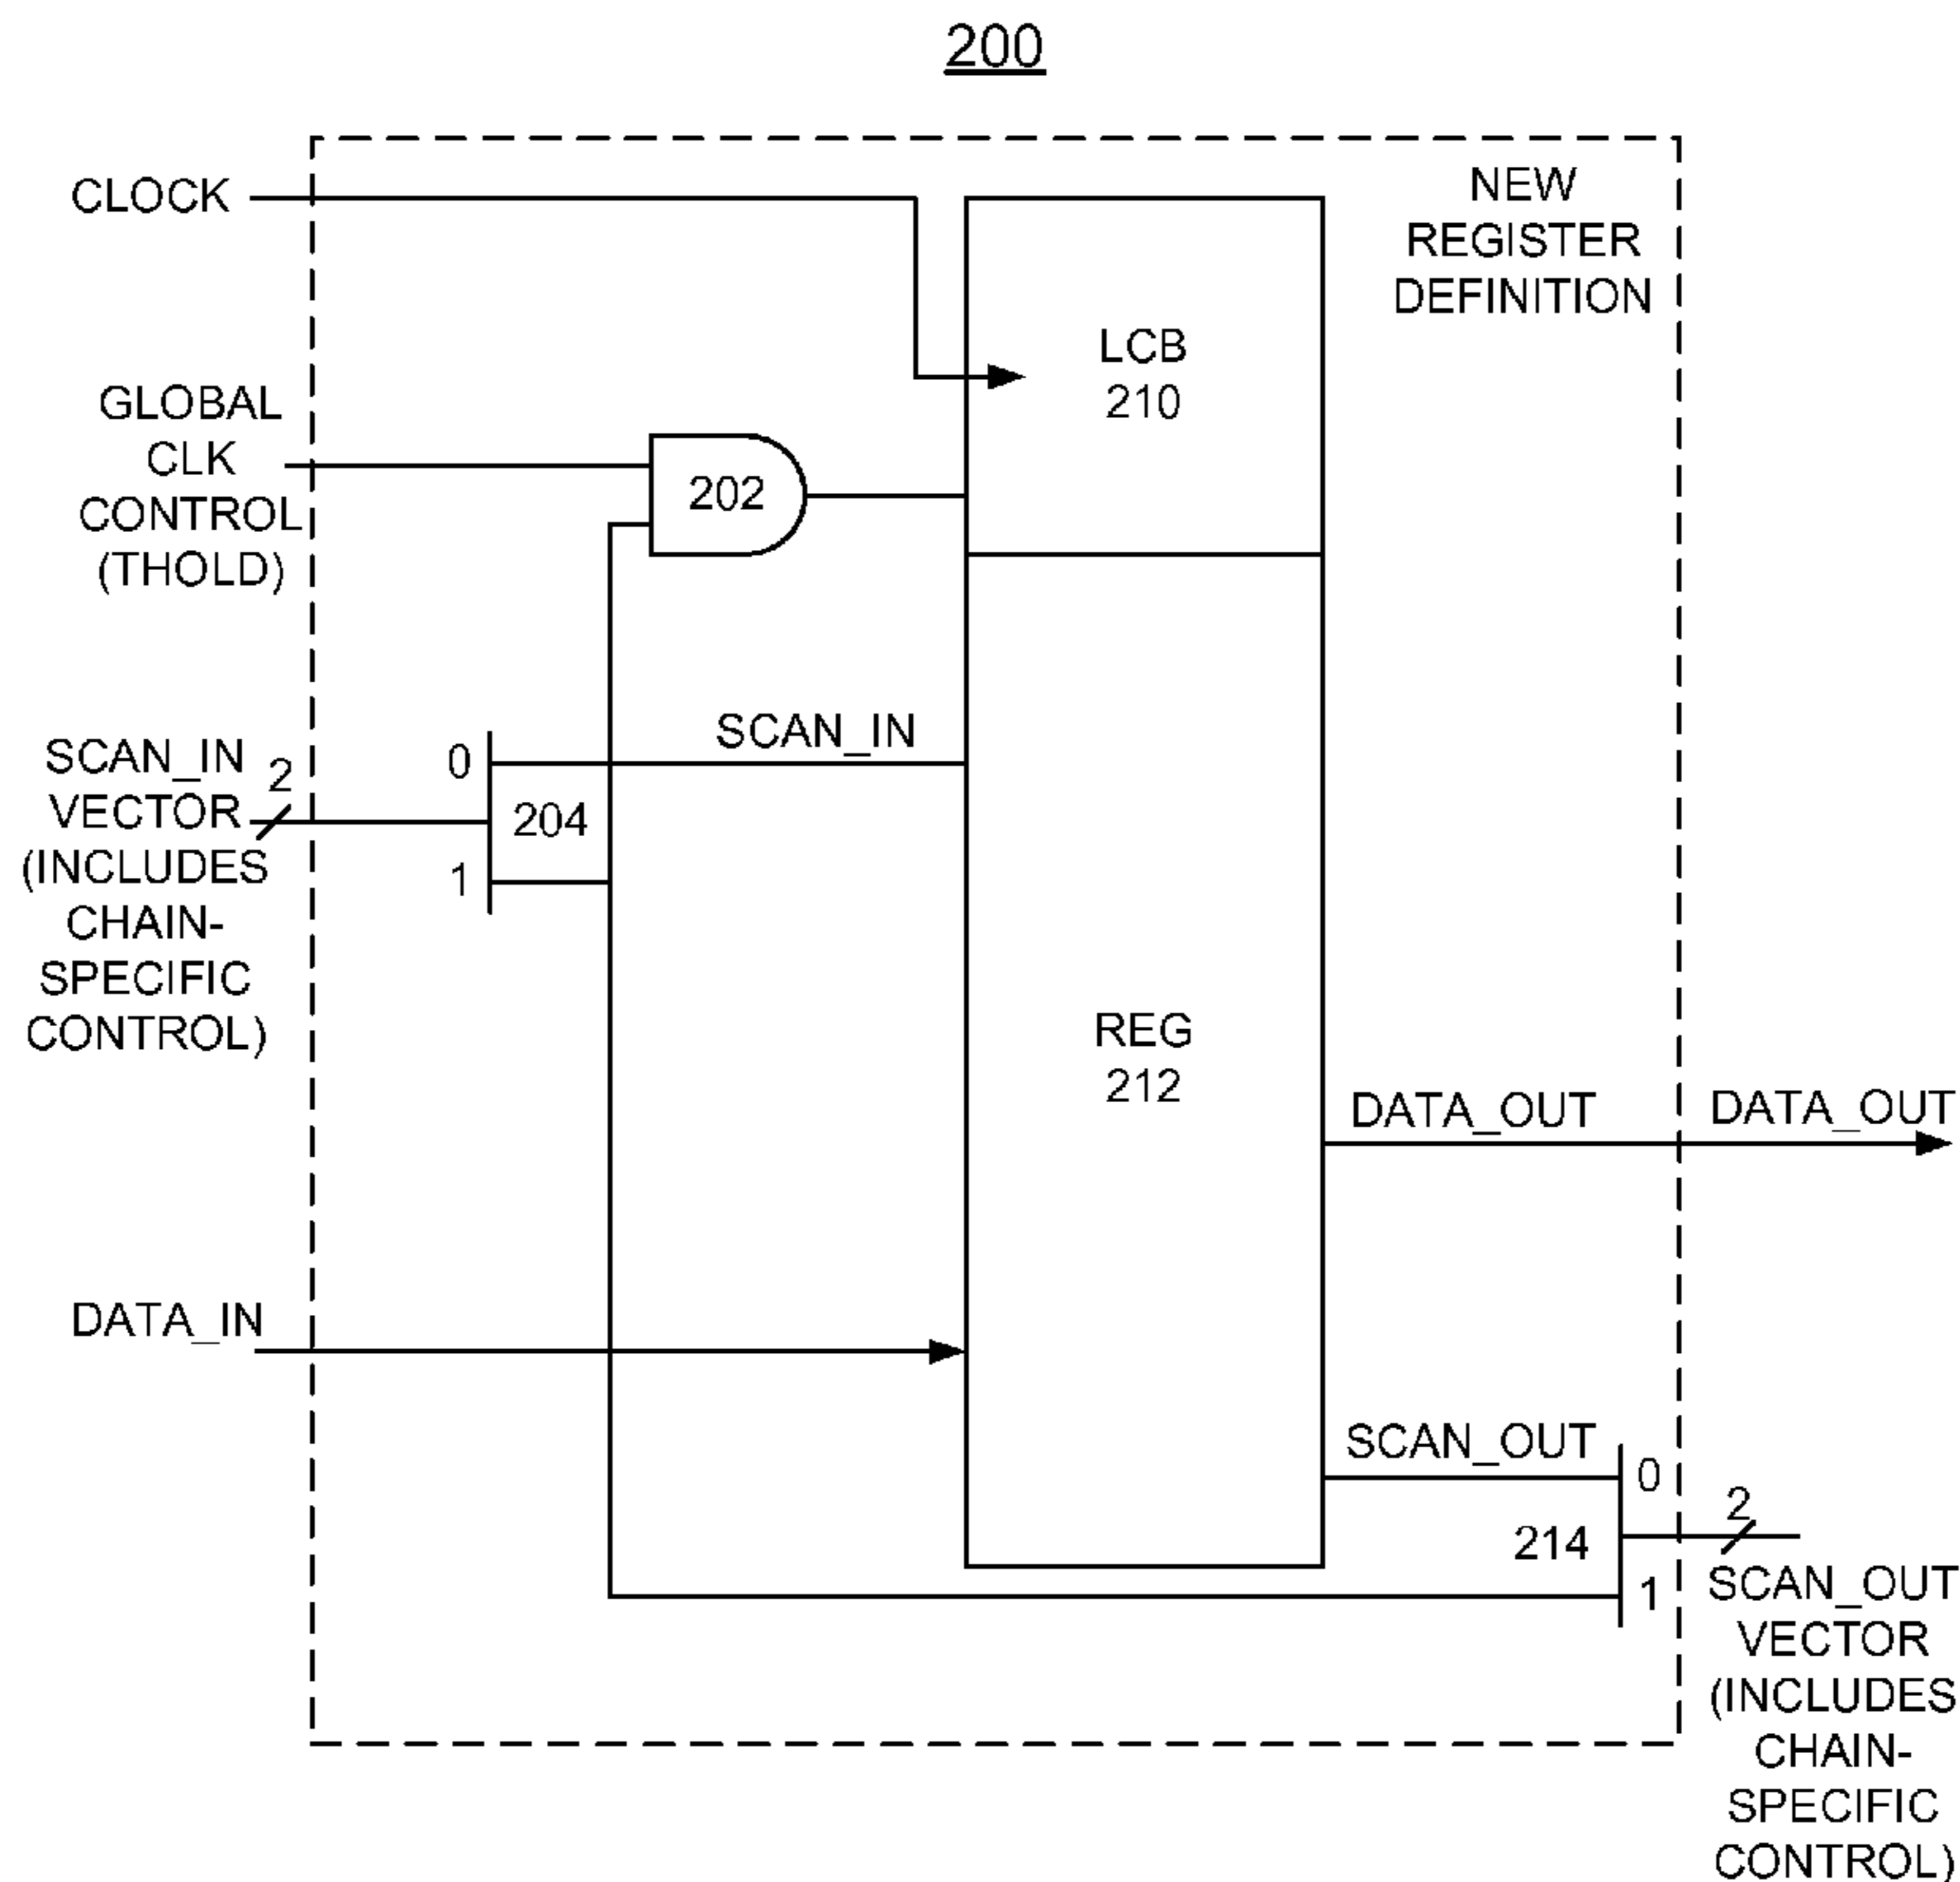 200
CLOCK
NEW
REGISTER
DEFINITION
LCB
210
GLOBAL
CLK
CONTROL
(THOLD)
202
SCAN_IN
VECTOR
(INCLUDES
CHAIN-
SPECIFIC
CONTROL)
2
0
204
1
SCAN_IN
REG
212
DATA_OUT
DATA_OUT
DATA_IN
SCAN_OUT
0
214
1
2
SCAN_OUT
VECTOR
(INCLUDES
CHAIN-
SPECIFIC
CONTROL)